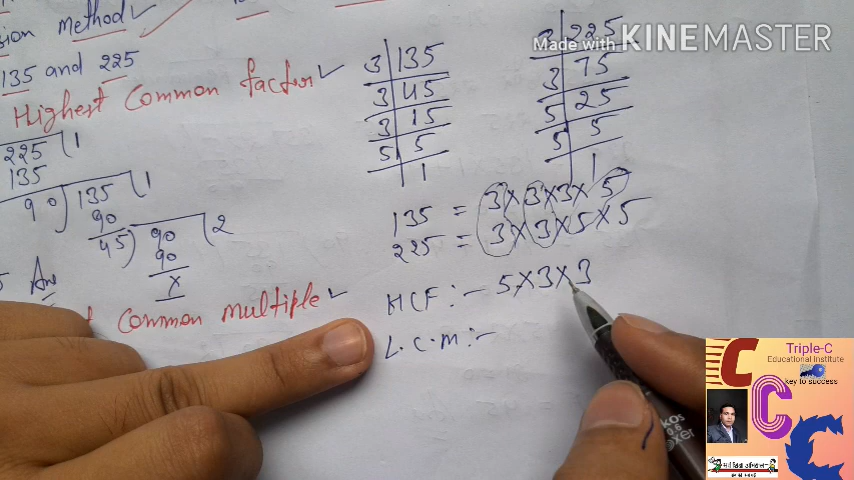 sion method
135 and 225
Highest Common factor
225 1
135
90 135 1
90
45 90 2
90
x
Ans
Common multiple
3 135
3 45
3 15
5 5
1
3 225
3 75
5 25
5 5
1
135 = 3×3×3×5
225 = 3×3×5×5
HCF :- 5×3×3
L.C.M :-
Made with KINEMASTER
Triple-C
Educational Institute
key to success
C C C